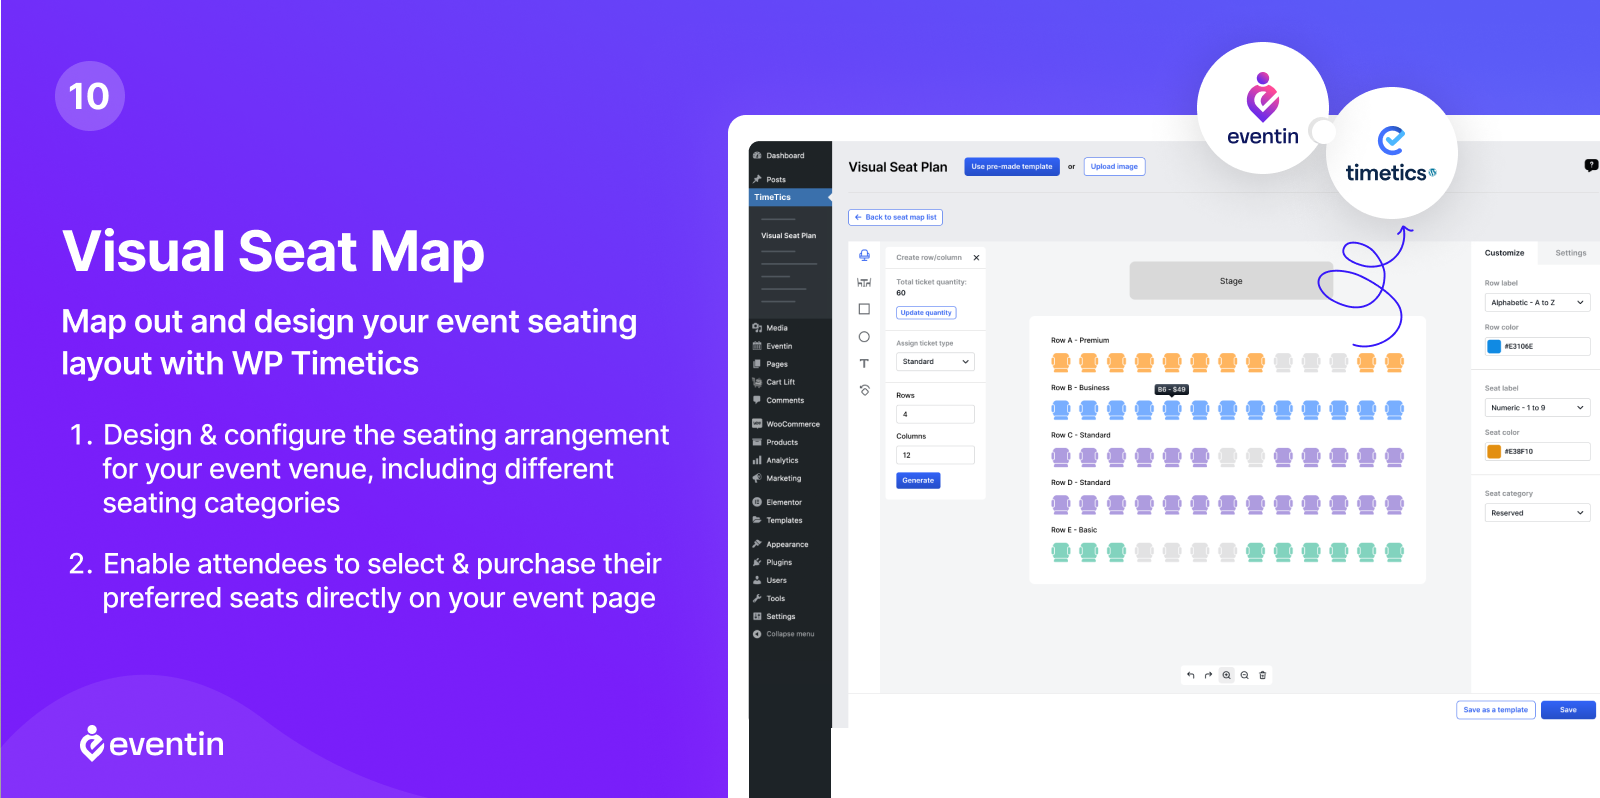 10
Visual Seat Map
Map out and design your event seating
layout with WP Timetics
1. Design & configure the seating arrangement
for your event venue, including different
seating categories
2. Enable attendees to select & purchase their
preferred seats directly on your event page
eventin
eventin
timetics
Dashboard
Posts
TimeTics
Visual Seat Plan
Media
Eventin
Pages
Cart Lift
Comments
WooCommerce
Products
Analytics
Marketing
Elementor
Templates
Appearance
Plugins
Users
Tools
Settings
Collapse menu
Visual Seat Plan
Use pre-made template
or
Upload image
?
← Back to seat map list
Create row/column
Total ticket quantity:
60
Update quantity
Assign ticket type
Standard
Rows
4
Columns
12
Generate
T
Stage
Row A - Premium
Row B - Business
B6 - $49
Row C - Standard
Row D - Standard
Row E - Basic
Customize
Settings
Row label
Alphabetic - A to Z
Row color
#E3106E
Seat label
Numeric - 1 to 9
Seat color
#E38F10
Seat category
Reserved
Save as a template
Save